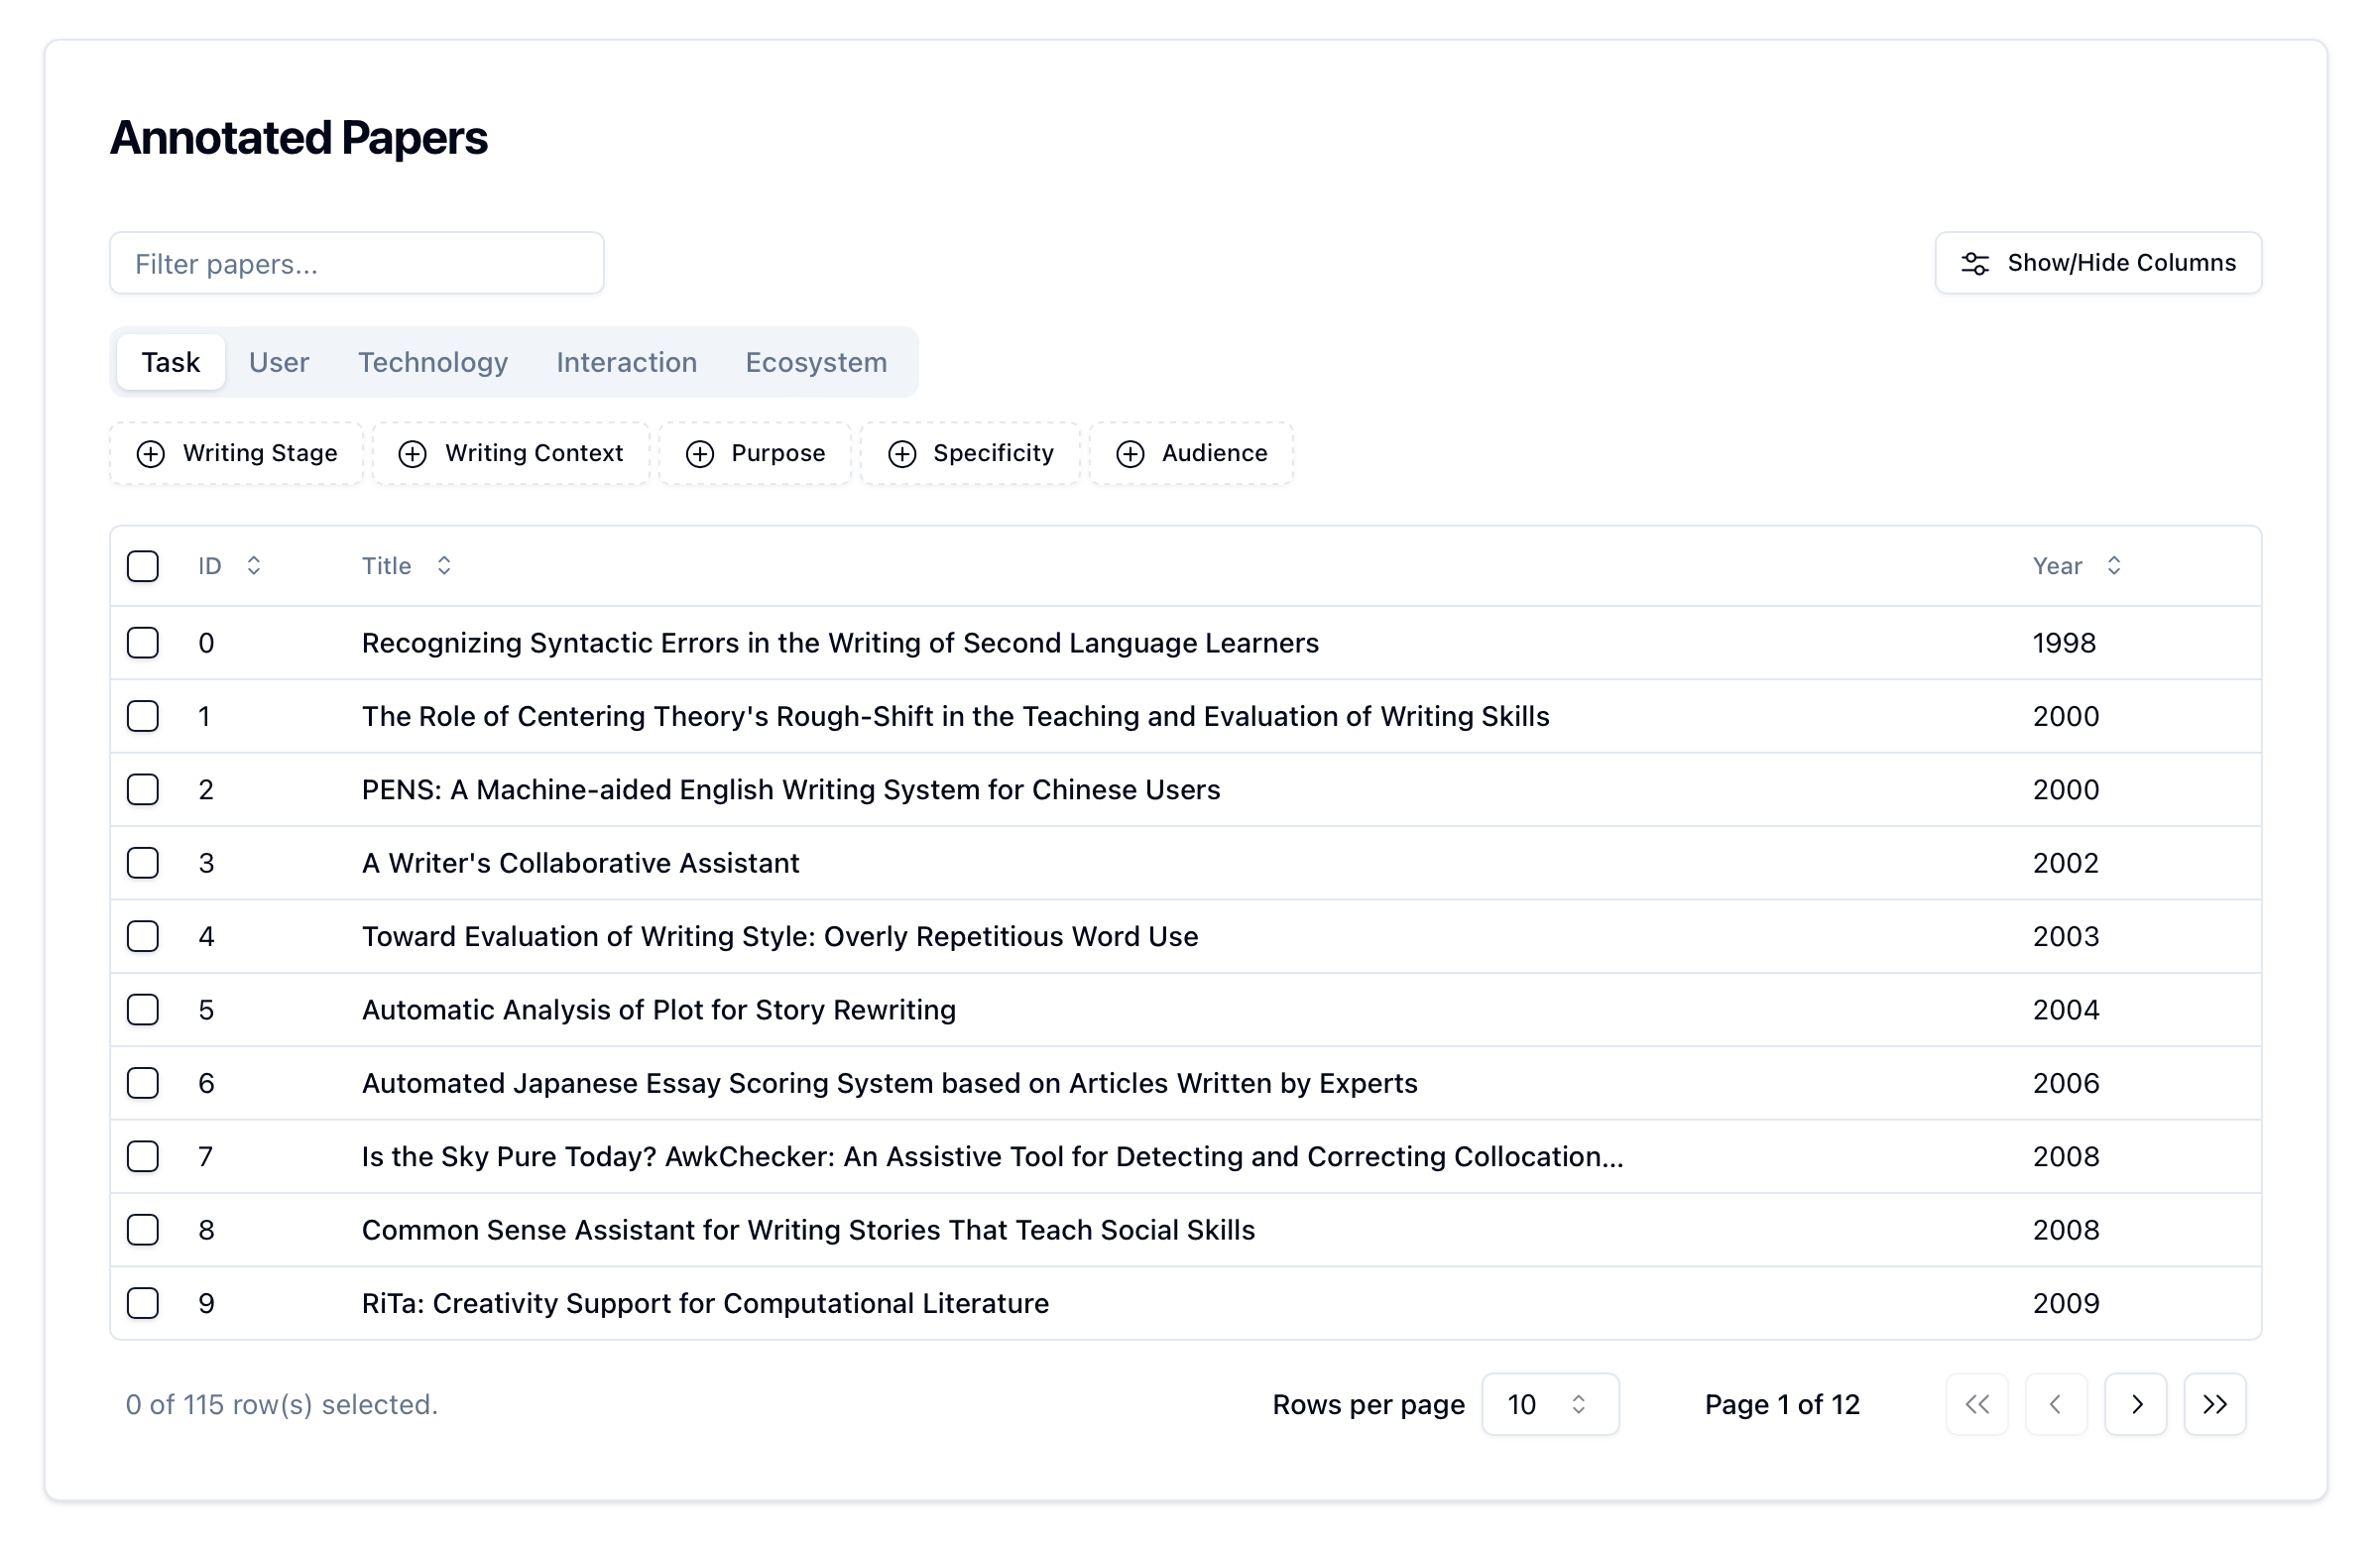 Annotated Papers
Filter papers...
Show/Hide Columns
Task User Technology Interaction Ecosystem
Writing Stage Writing Context Purpose Specificity Audience
ID Title Year
0 Recognizing Syntactic Errors in the Writing of Second Language Learners 1998
1 The Role of Centering Theory's Rough-Shift in the Teaching and Evaluation of Writing Skills 2000
2 PENS: A Machine-aided English Writing System for Chinese Users 2000
3 A Writer's Collaborative Assistant 2002
4 Toward Evaluation of Writing Style: Overly Repetitious Word Use 2003
5 Automatic Analysis of Plot for Story Rewriting 2004
6 Automated Japanese Essay Scoring System based on Articles Written by Experts 2006
7 Is the Sky Pure Today? AwkChecker: An Assistive Tool for Detecting and Correcting Collocation... 2008
8 Common Sense Assistant for Writing Stories That Teach Social Skills 2008
9 RiTa: Creativity Support for Computational Literature 2009
0 of 115 row(s) selected. Rows per page 10 Page 1 of 12